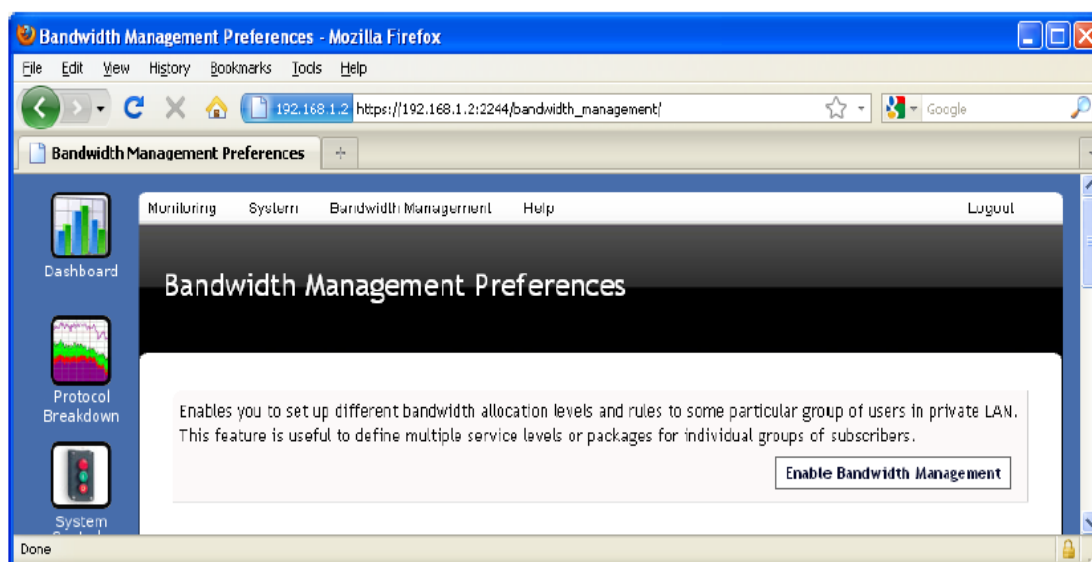 Bandwidth Management Preferences - Mozilla Firefox
File Edit View History Bookmarks Tools Help
192.168.1.2 https://192.168.1.2:2244/bandwidth_management/ Google
Bandwidth Management Preferences
Monitoring System Bandwidth Management Help Logout
Dashboard
Bandwidth Management Preferences
Protocol
Breakdown
Enables you to set up different bandwidth allocation levels and rules to some particular group of users in private LAN.
This feature is useful to define multiple service levels or packages for individual groups of subscribers.
Enable Bandwidth Management
System
Done